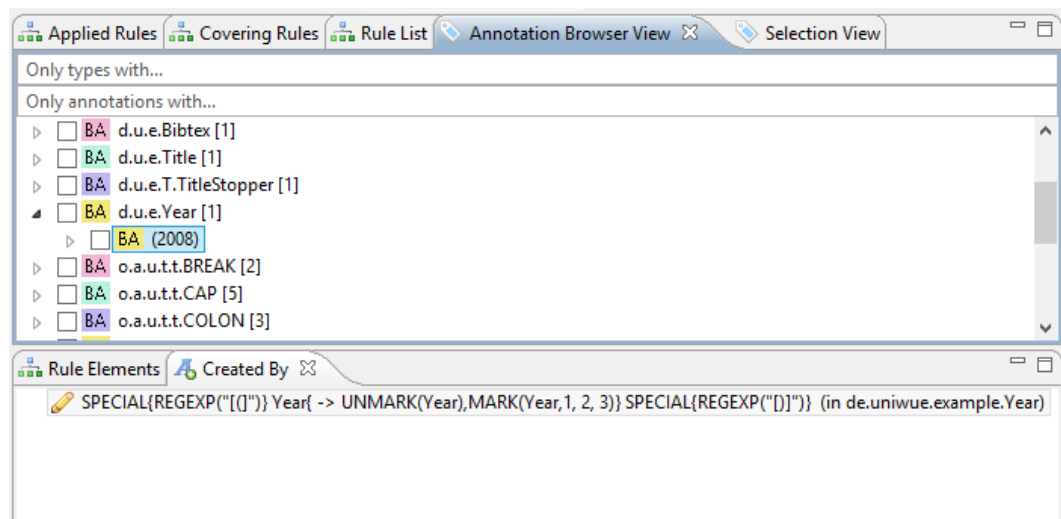 Applied Rules Covering Rules Rule List Annotation Browser View Selection View
Only types with...
Only annotations with...
BA d.u.e.Bibtex [1]
BA d.u.e.Title [1]
BA d.u.e.T.TitleStopper [1]
BA d.u.e.Year [1]
BA (2008)
BA o.a.u.t.t.BREAK [2]
BA o.a.u.t.t.CAP [5]
BA o.a.u.t.t.COLON [3]
Rule Elements Created By
SPECIAL{REGEXP("[(]")} Year{ -> UNMARK(Year),MARK(Year,1, 2, 3)} SPECIAL{REGEXP("[)]")} (in de.uniwue.example.Year)